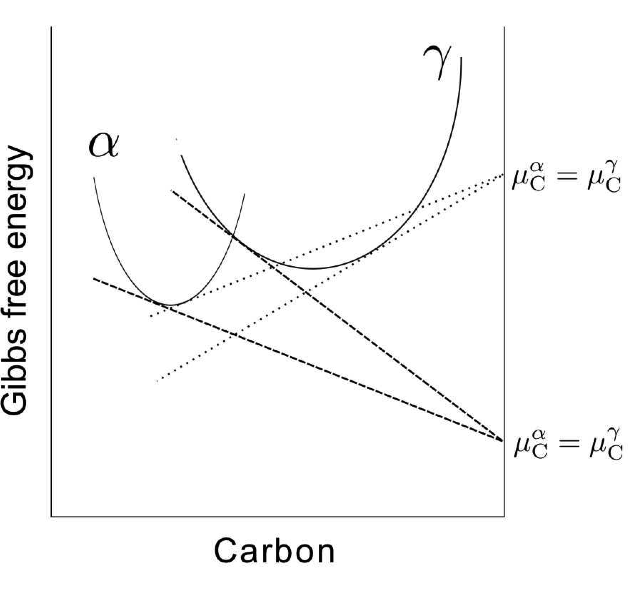 γ
α
μ_C^α = μ_C^γ
Gibbs free energy
μ_C^α = μ_C^γ
Carbon